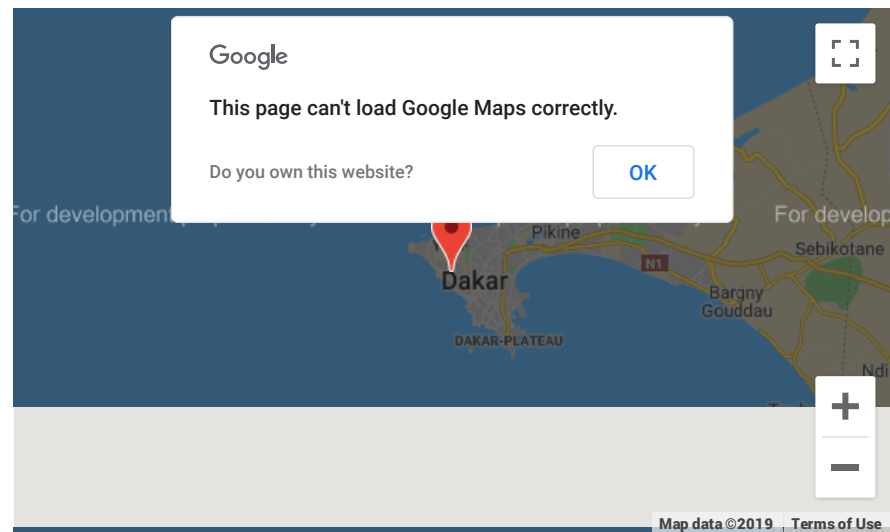 Google
This page can't load Google Maps correctly.
Do you own this website?
OK
For development
For develop
Pikine
Sebikotane
N1
Dakar
Bargny
Gouddau
DAKAR-PLATEAU
Ndi
Map data ©2019
Terms of Use